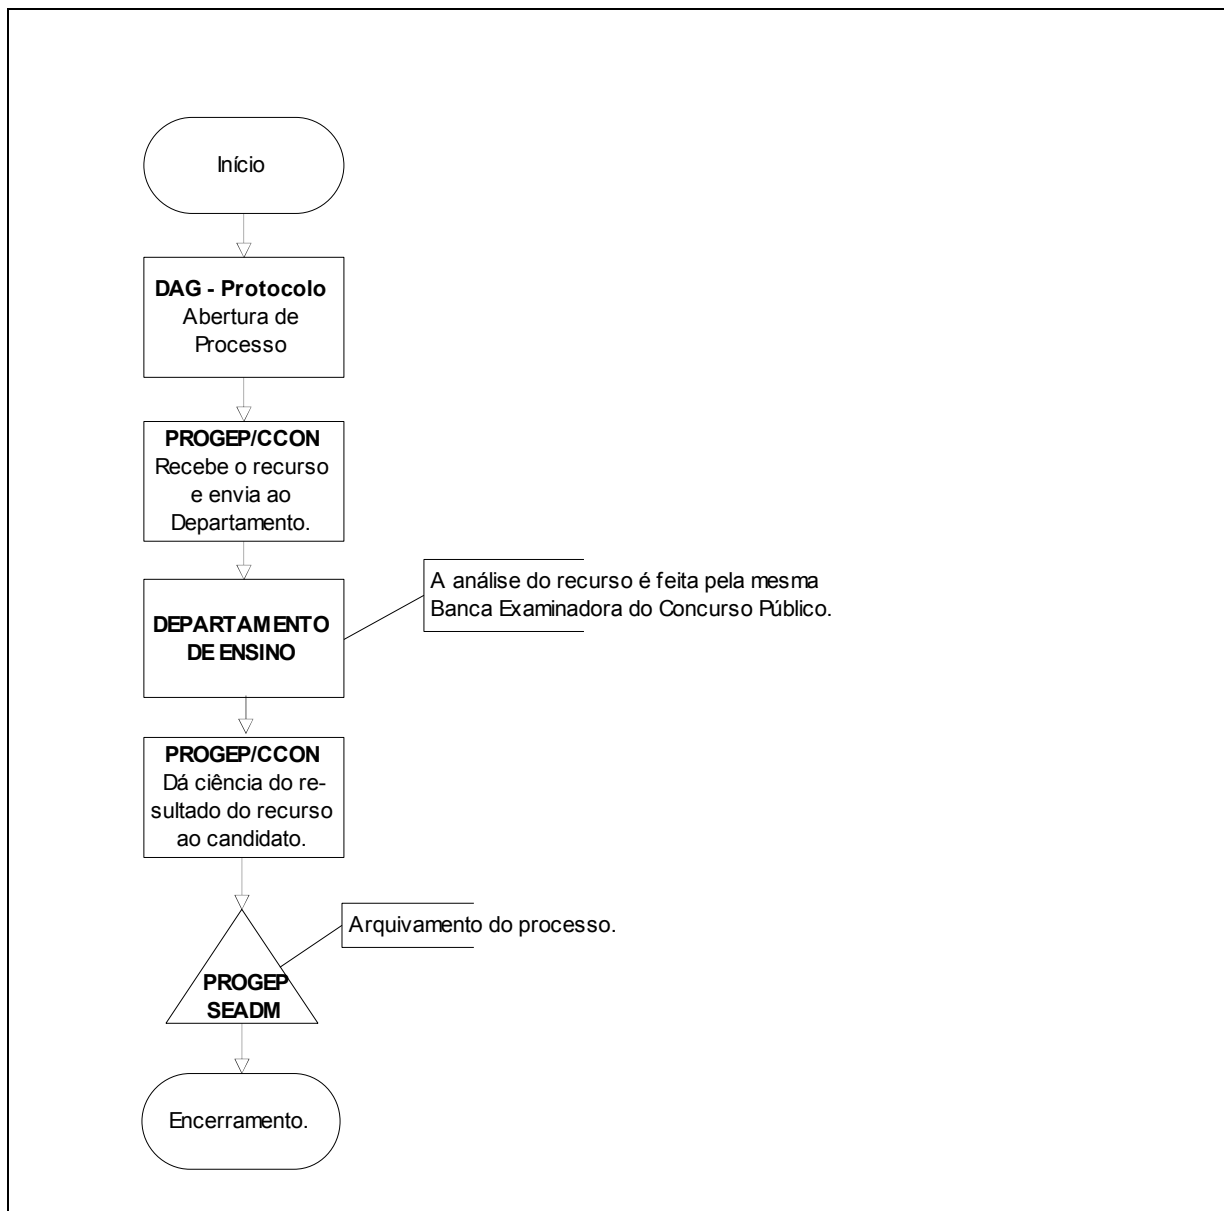 Início
DAG - Protocolo
Abertura de
Processo
PROGEP/CCON
Recebe o recurso
e envia ao
Departamento.
DEPARTAMENTO
DE ENSINO
A análise do recurso é feita pela mesma
Banca Examinadora do Concurso Público.
PROGEP/CCON
Dá ciência do re-
sultado do recurso
ao candidato.
Arquivamento do processo.
PROGEP
SEADM
Encerramento.